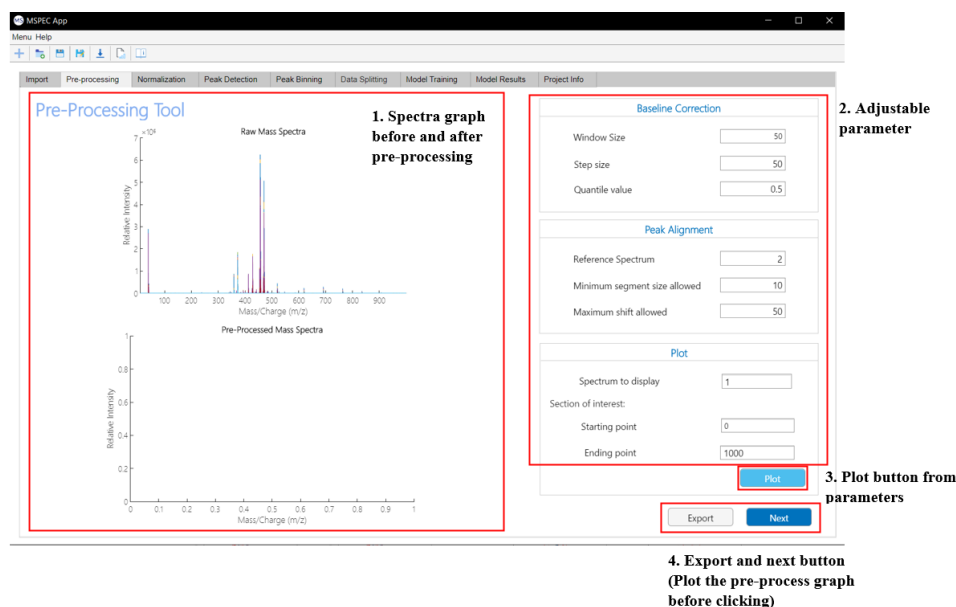 MSPEC App
Menu Help
Import Pre-processing Normalization Peak Detection Peak Binning Data Splitting Model Training Model Results Project Info
Pre-Processing Tool
1. Spectra graph
before and after
pre-processing
Raw Mass Spectra
×10⁶
7
6
5
4
3
2
1
0
Relative Intensity
100 200 300 400 500 600 700 800 900
Mass/Charge (m/z)
Pre-Processed Mass Spectra
1
0.8
0.6
0.4
0.2
0
Relative Intensity
0 0.1 0.2 0.3 0.4 0.5 0.6 0.7 0.8 0.9 1
Mass/Charge (m/z)
Baseline Correction
Window Size 50
Step size 50
Quantile value 0.5
Peak Alignment
Reference Spectrum 2
Minimum segment size allowed 10
Maximum shift allowed 50
Plot
Spectrum to display 1
Section of interest:
Starting point 0
Ending point 1000
Plot
Export Next
2. Adjustable
parameter
3. Plot button from
parameters
4. Export and next button
(Plot the pre-process graph
before clicking)